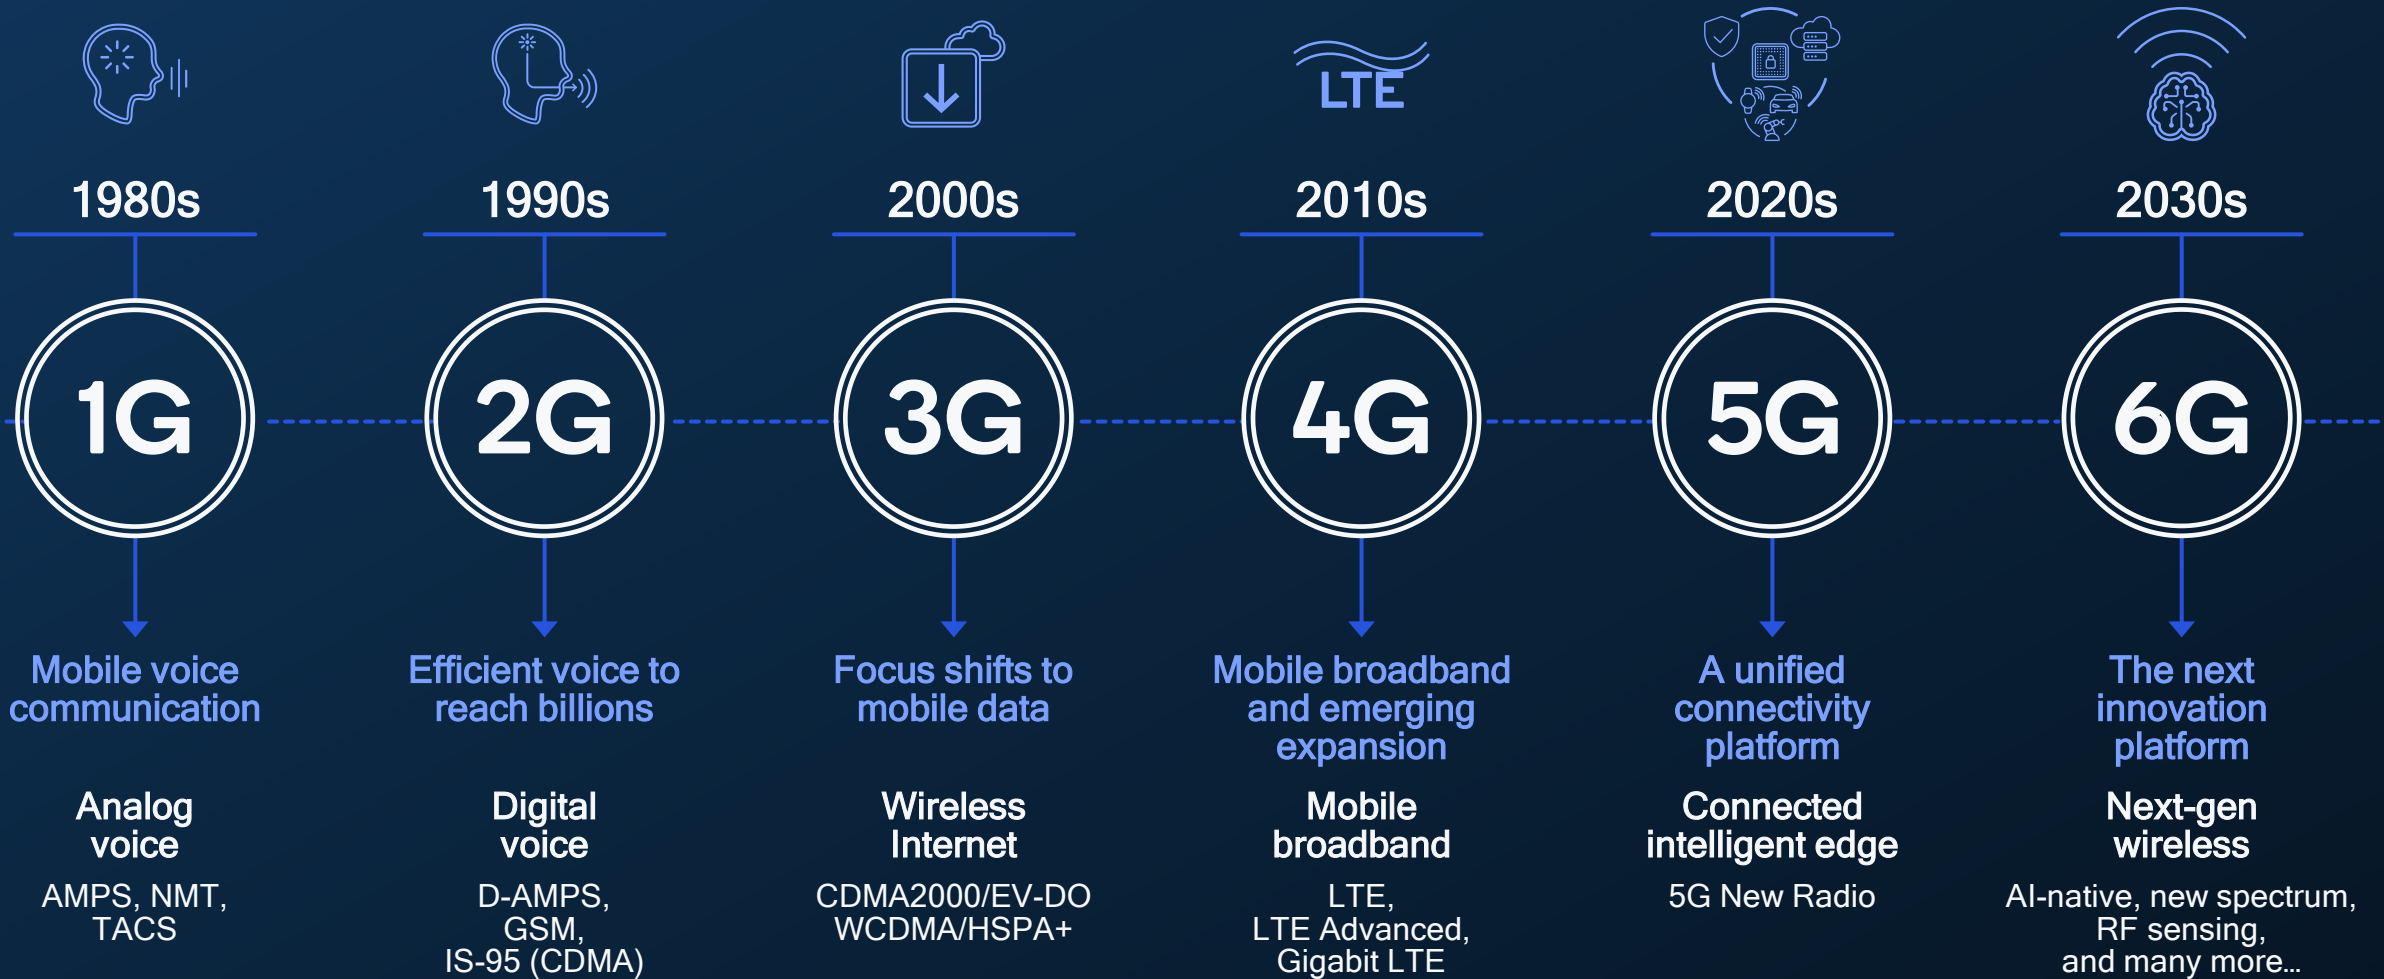 LTE
1980s
1990s
2000s
2010s
2020s
2030s
1G
2G
3G
4G
5G
6G
Mobile voice
communication
Efficient voice to
reach billions
Focus shifts to
mobile data
Mobile broadband
and emerging
expansion
A unified
connectivity
platform
The next
innovation
platform
Analog
voice
Digital
voice
Wireless
Internet
Mobile
broadband
Connected
intelligent edge
Next-gen
wireless
AMPS, NMT,
TACS
D-AMPS,
GSM,
IS-95 (CDMA)
CDMA2000/EV-DO
WCDMA/HSPA+
LTE,
LTE Advanced,
Gigabit LTE
5G New Radio
AI-native, new spectrum,
RF sensing,
and many more...